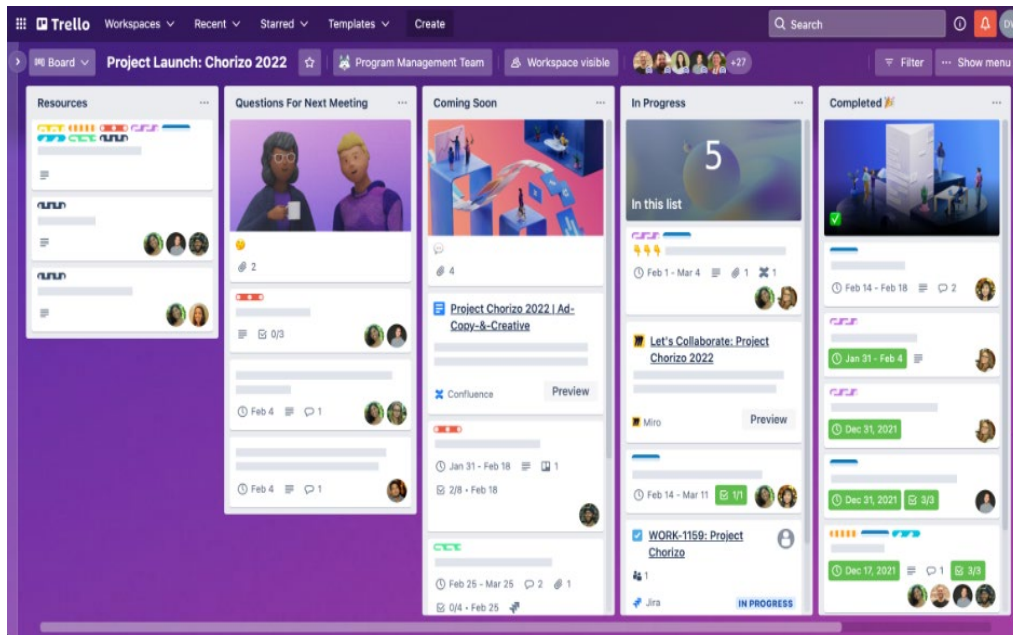 Trello Workspaces Recent Starred Templates Create Search
Board Project Launch: Chorizo 2022 Program Management Team Workspace visible +27 Filter ... Show menu
Resources ...
Questions For Next Meeting ...
2
0/3
Feb 4 1
Feb 4 1
Coming Soon ...
4
Project Chorizo 2022 | Ad-
Copy-&-Creative
Confluence Preview
Jan 31 - Feb 18 1
2/8 • Feb 18
Feb 25 - Mar 25 2 1
0/4 • Feb 25
In Progress ...
5
In this list
Feb 1 - Mar 4 1 1
Let's Collaborate: Project
Chorizo 2022
Miro Preview
Feb 14 - Mar 11 1/1
WORK-1159: Project
Chorizo
1
Jira IN PROGRESS
Completed ...
Feb 14 - Feb 18 2
Jan 31 - Feb 4
Dec 31, 2021
Dec 31, 2021 3/3
Dec 17, 2021 1 3/3